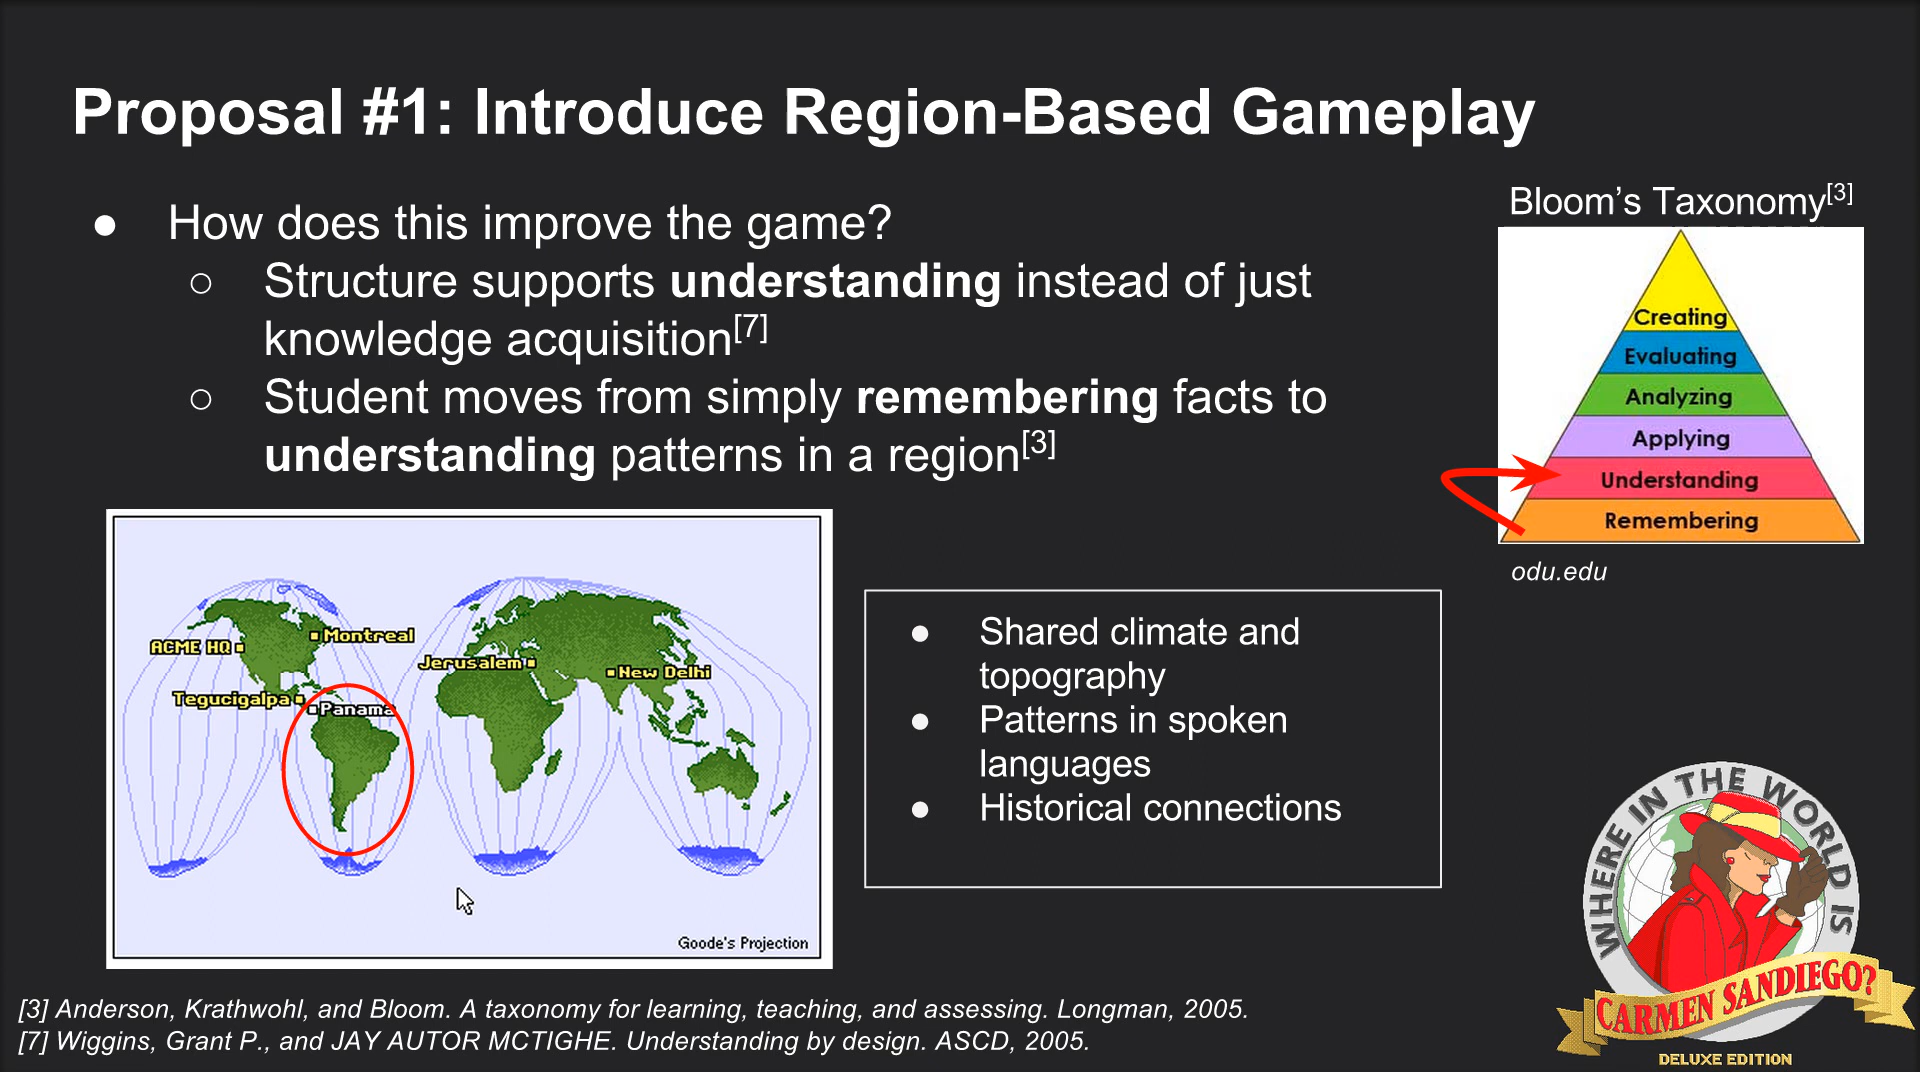 Proposal #1: Introduce Region-Based Gameplay
● How does this improve the game?
○ Structure supports understanding instead of just
knowledge acquisition[7]
○ Student moves from simply remembering facts to
understanding patterns in a region[3]
Bloom's Taxonomy[3]
Creating
Evaluating
Analyzing
Applying
Understanding
Remembering
odu.edu
ACME HQ
Montreal
Jerusalem
New Delhi
Tegucigalpa
Panama
Goode's Projection
● Shared climate and
topography
● Patterns in spoken
languages
● Historical connections
WHERE IN THE WORLD IS
CARMEN SANDIEGO?
DELUXE EDITION
[3] Anderson, Krathwohl, and Bloom. A taxonomy for learning, teaching, and assessing. Longman, 2005.
[7] Wiggins, Grant P., and JAY AUTOR MCTIGHE. Understanding by design. ASCD, 2005.